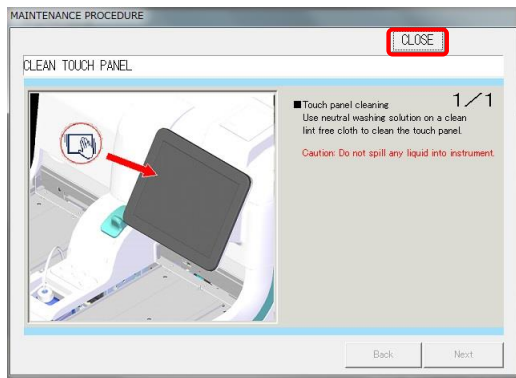 MAINTENANCE PROCEDURE
CLOSE
CLEAN TOUCH PANEL
■Touch panel cleaning 1/1
Use neutral washing solution on a clean
lint free cloth to clean the touch panel.
Caution: Do not spill any liquid into instrument.
Back Next